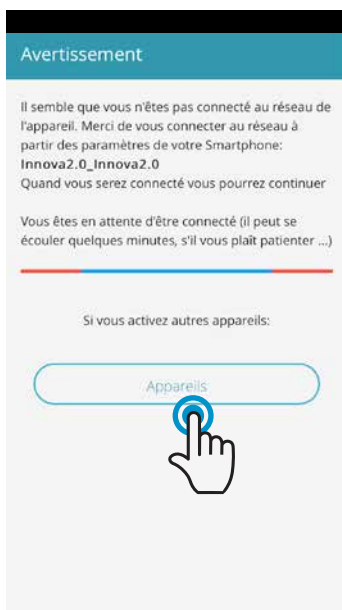 Avertissement
Il semble que vous n'êtes pas connecté au réseau de
l'appareil. Merci de vous connecter au réseau à
partir des paramètres de votre Smartphone:
Innova2.0_Innova2.0
Quand vous serez connecté vous pourrez continuer
Vous êtes en attente d'être connecté (il peut se
écouler quelques minutes, s'il vous plaît patienter ...)
Si vous activez autres appareils:
Appareils